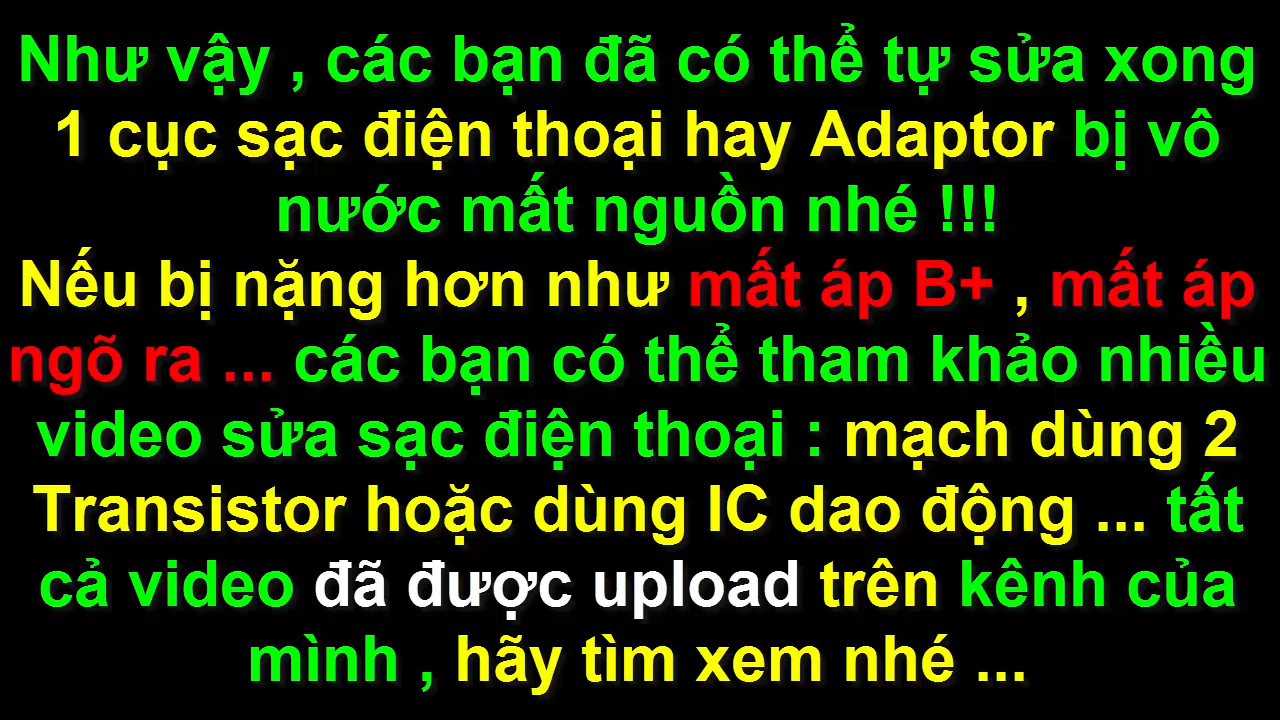 Như vậy , các bạn đã có thể tự sửa xong
1 cục sạc điện thoại hay Adaptor bị vô
nước mất nguồn nhé !!!
Nếu bị nặng hơn như mất áp B+ , mất áp
ngõ ra ... các bạn có thể tham khảo nhiều
video sửa sạc điện thoại : mạch dùng 2
Transistor hoặc dùng IC dao động ... tất
cả video đã được upload trên kênh của
mình , hãy tìm xem nhé ...